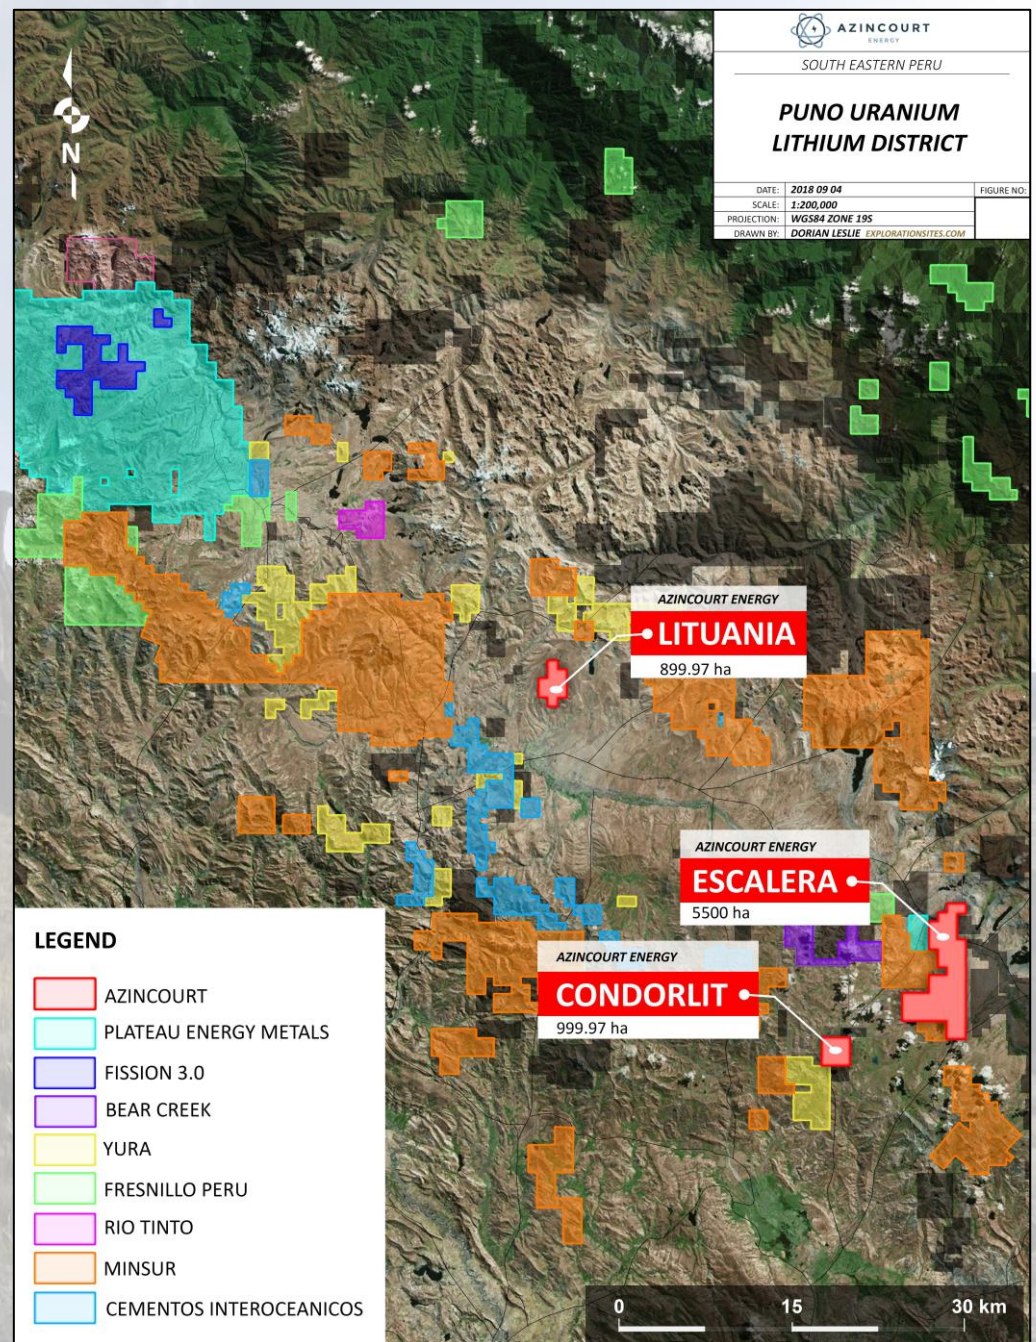 AZINCOURT
ENERGY
SOUTH EASTERN PERU
PUNO URANIUM
LITHIUM DISTRICT
DATE: 2018 09 04
FIGURE NO:
SCALE: 1:200,000
PROJECTION: WGS84 ZONE 19S
DRAWN BY: DORIAN LESLIE EXPLORATIONSITES.COM
N
AZINCOURT ENERGY
LITUANIA
899.97 ha
AZINCOURT ENERGY
ESCALERA
5500 ha
AZINCOURT ENERGY
CONDORLIT
999.97 ha
LEGEND
AZINCOURT
PLATEAU ENERGY METALS
FISSION 3.0
BEAR CREEK
YURA
FRESNILLO PERU
RIO TINTO
MINSUR
CEMENTOS INTEROCEANICOS
0 15 30 km